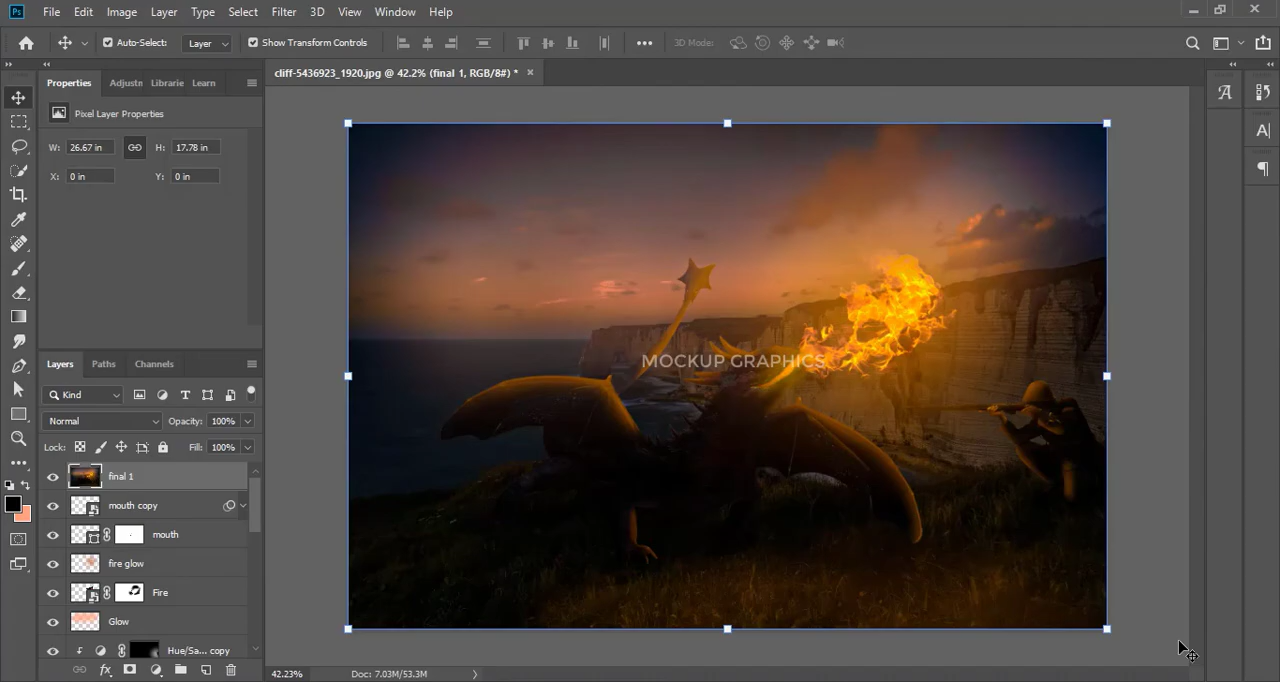 Ps File Edit Image Layer Type Select Filter 3D View Window Help
Auto-Select: Layer Show Transform Controls 3D Mode:
Properties Adjustn Librarie Learn
cliff-5436923_1920.jpg @ 42.2% (final 1, RGB/8#) *
Pixel Layer Properties
W: 26.67 in H: 17.78 in
X: 0 in Y: 0 in
MOCKUP GRAPHICS
Layers Paths Channels
Kind
Normal Opacity: 100%
Lock: Fill: 100%
final 1
mouth copy
mouth
fire glow
Fire
Glow
Hue/Sa... copy
42.23% Doc: 7.03M/53.3M